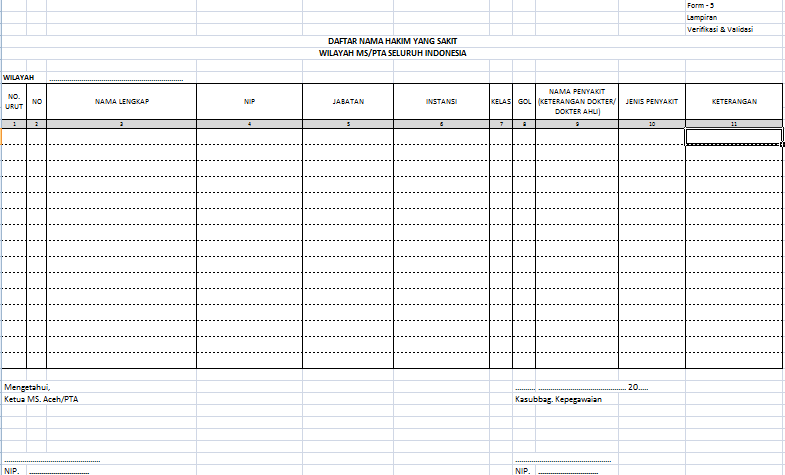 Form - 5
Lampiran
Verifikasi & Validasi
DAFTAR NAMA HAKIM YANG SAKIT
WILAYAH MS/PTA SELURUH INDONESIA
WILAYAH ................................................
NO. URUT NO NAMA LENGKAP NIP JABATAN INSTANSI KELAS GOL NAMA PENYAKIT (KETERANGAN DOKTER/ DOKTER AHLI) JENIS PENYAKIT KETERANGAN
1 2 3 4 5 6 7 8 9 10 11
Mengetahui, .......... ................................ 20.....
Ketua MS. Aceh/PTA Kasubbag. Kepegawaian
.................................... ....................................
NIP. ........................ NIP. ........................